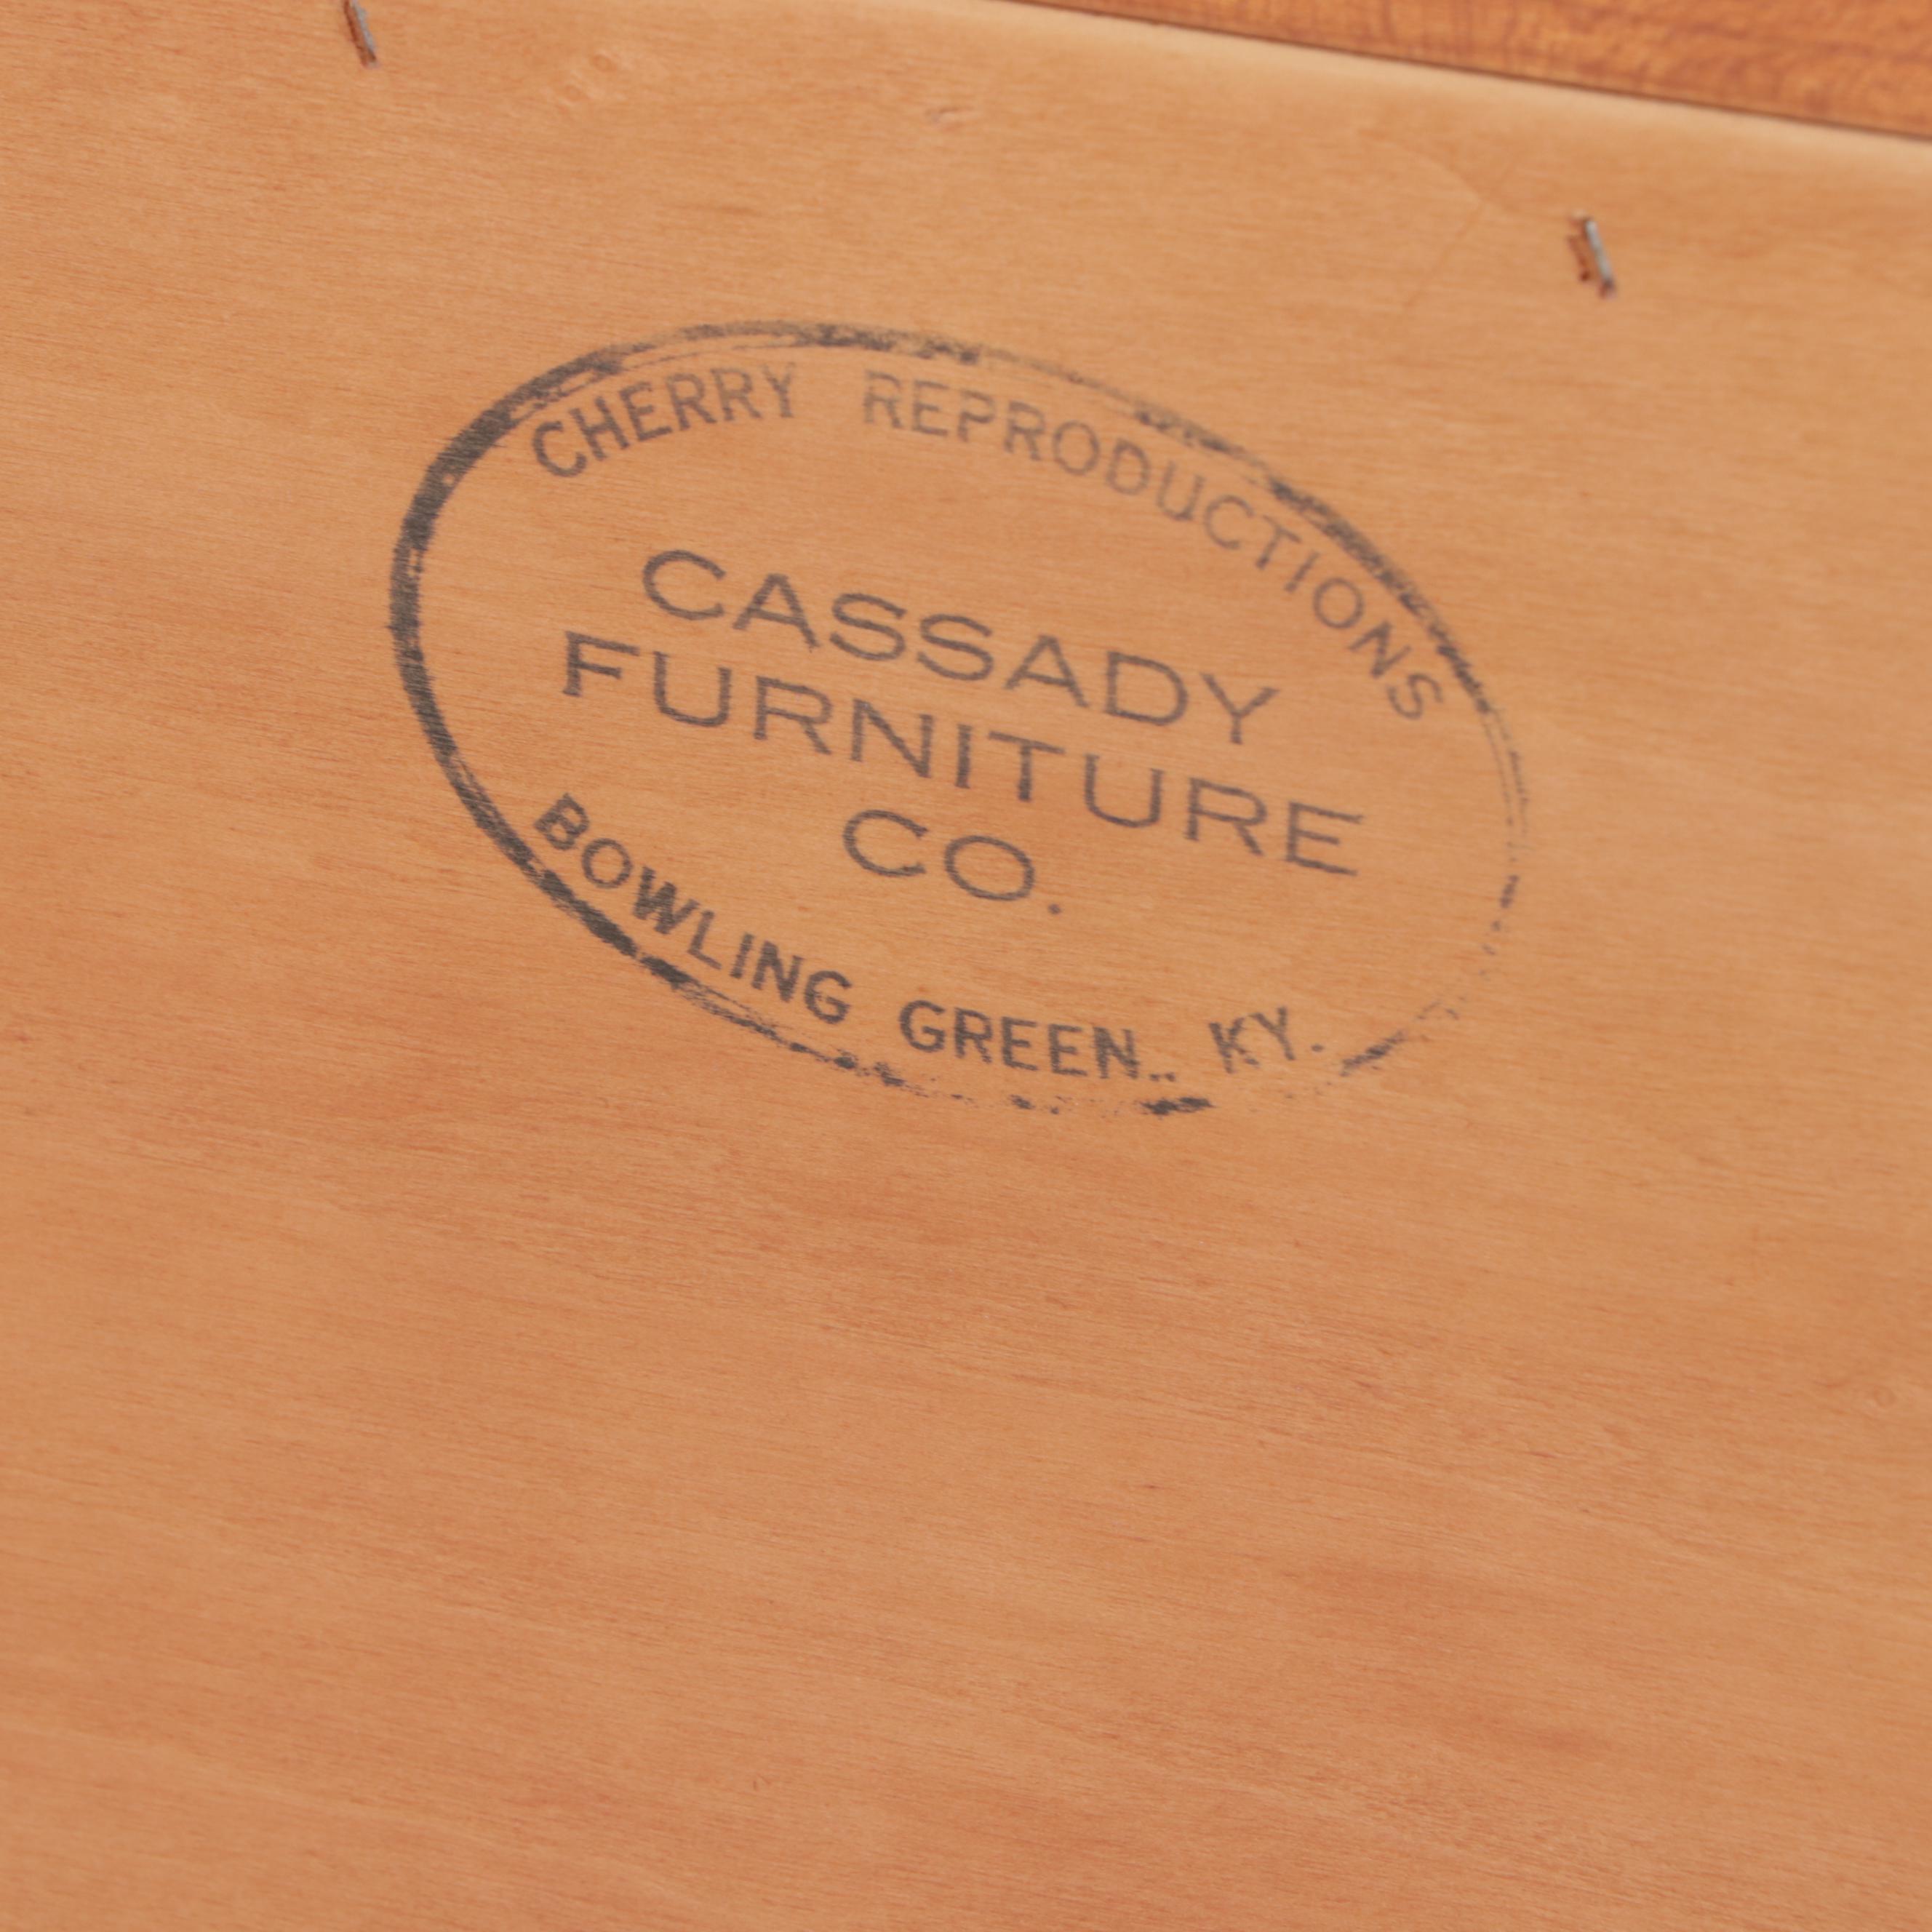 CHERRY REPRODUCTIONS
CASSADY
FURNITURE
CO.
BOWLING GREEN.. KY.